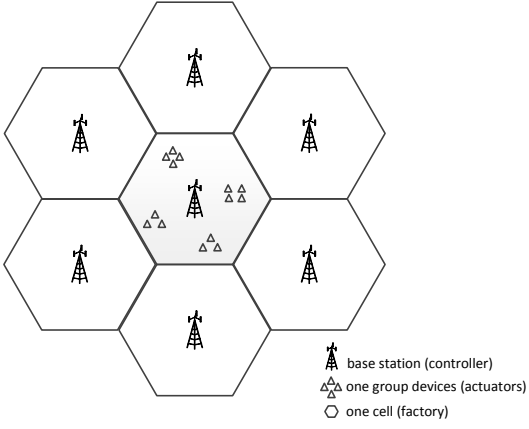 base station (controller)
one group devices (actuators)
one cell (factory)